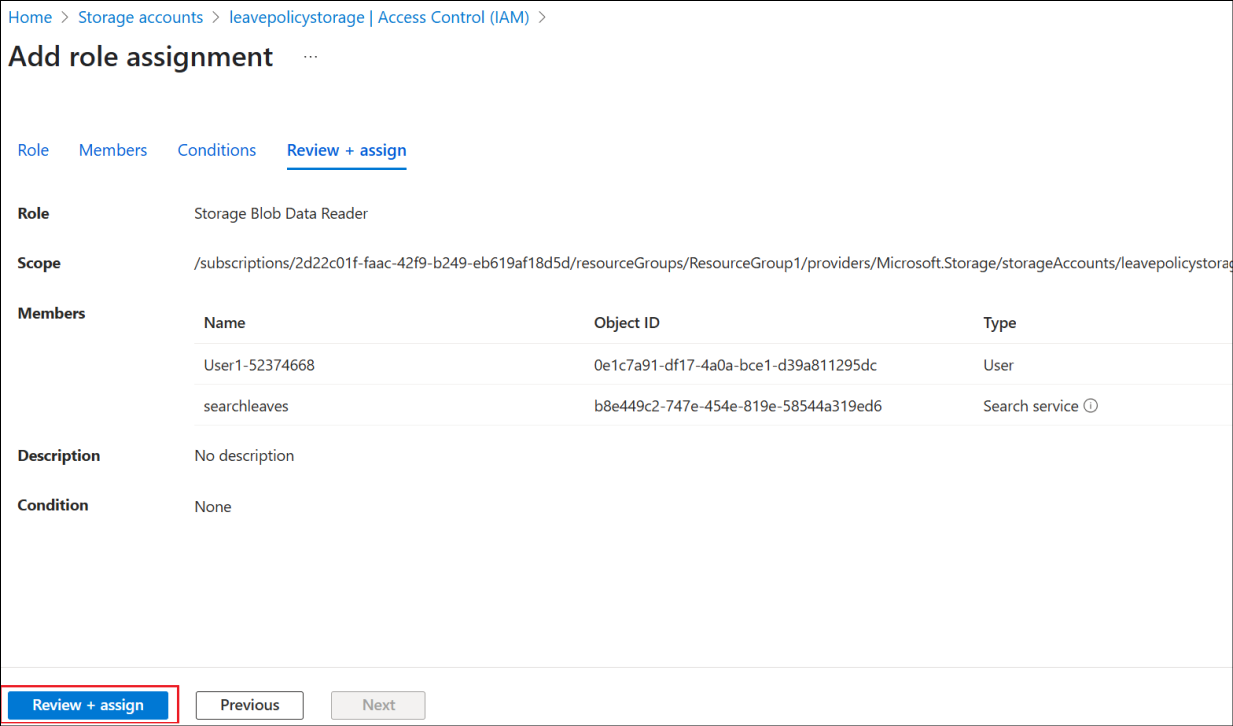 Home > Storage accounts > leavepolicystorage | Access Control (IAM) >
Add role assignment ...
Role Members Conditions Review + assign
Role Storage Blob Data Reader
Scope /subscriptions/2d22c01f-faac-42f9-b249-eb619af18d5d/resourceGroups/ResourceGroup1/providers/Microsoft.Storage/storageAccounts/leavepolicystorag
Members
Name Object ID Type
User1-52374668 0e1c7a91-df17-4a0a-bce1-d39a811295dc User
searchleaves b8e449c2-747e-454e-819e-58544a319ed6 Search service
Description No description
Condition None
Review + assign Previous Next